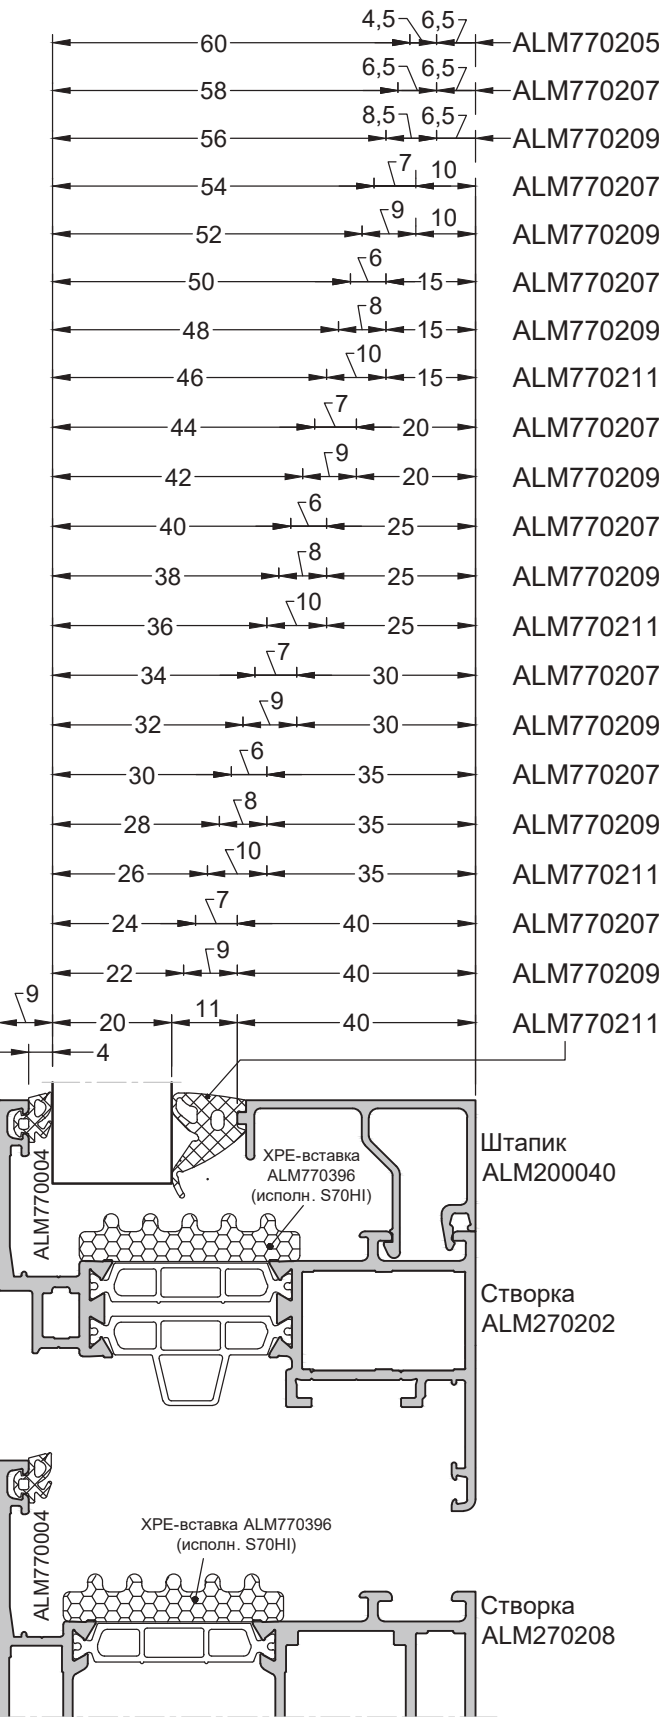 4,5 6,5
60 ALM770205
6,5 6,5
58 ALM770207
8,5 6,5
56 ALM770209
7 10
54 ALM770207
9 10
52 ALM770209
6
50 15 ALM770207
8
48 15 ALM770209
10
46 15 ALM770211
7
44 20 ALM770207
9
42 20 ALM770209
6
40 25 ALM770207
8
38 25 ALM770209
10
36 25 ALM770211
7
34 30 ALM770207
9
32 30 ALM770209
6
30 35 ALM770207
8
28 35 ALM770209
10
26 35 ALM770211
7
24 40 ALM770207
9
22 40 ALM770209
9 11
20 40 ALM770211
4
Штапик
ALM200040
XPE-вставка
ALM770396
(исполн. S70HI)
ALM770004
Створка
ALM270202
XPE-вставка ALM770396
(исполн. S70HI)
ALM770004
Створка
ALM270208